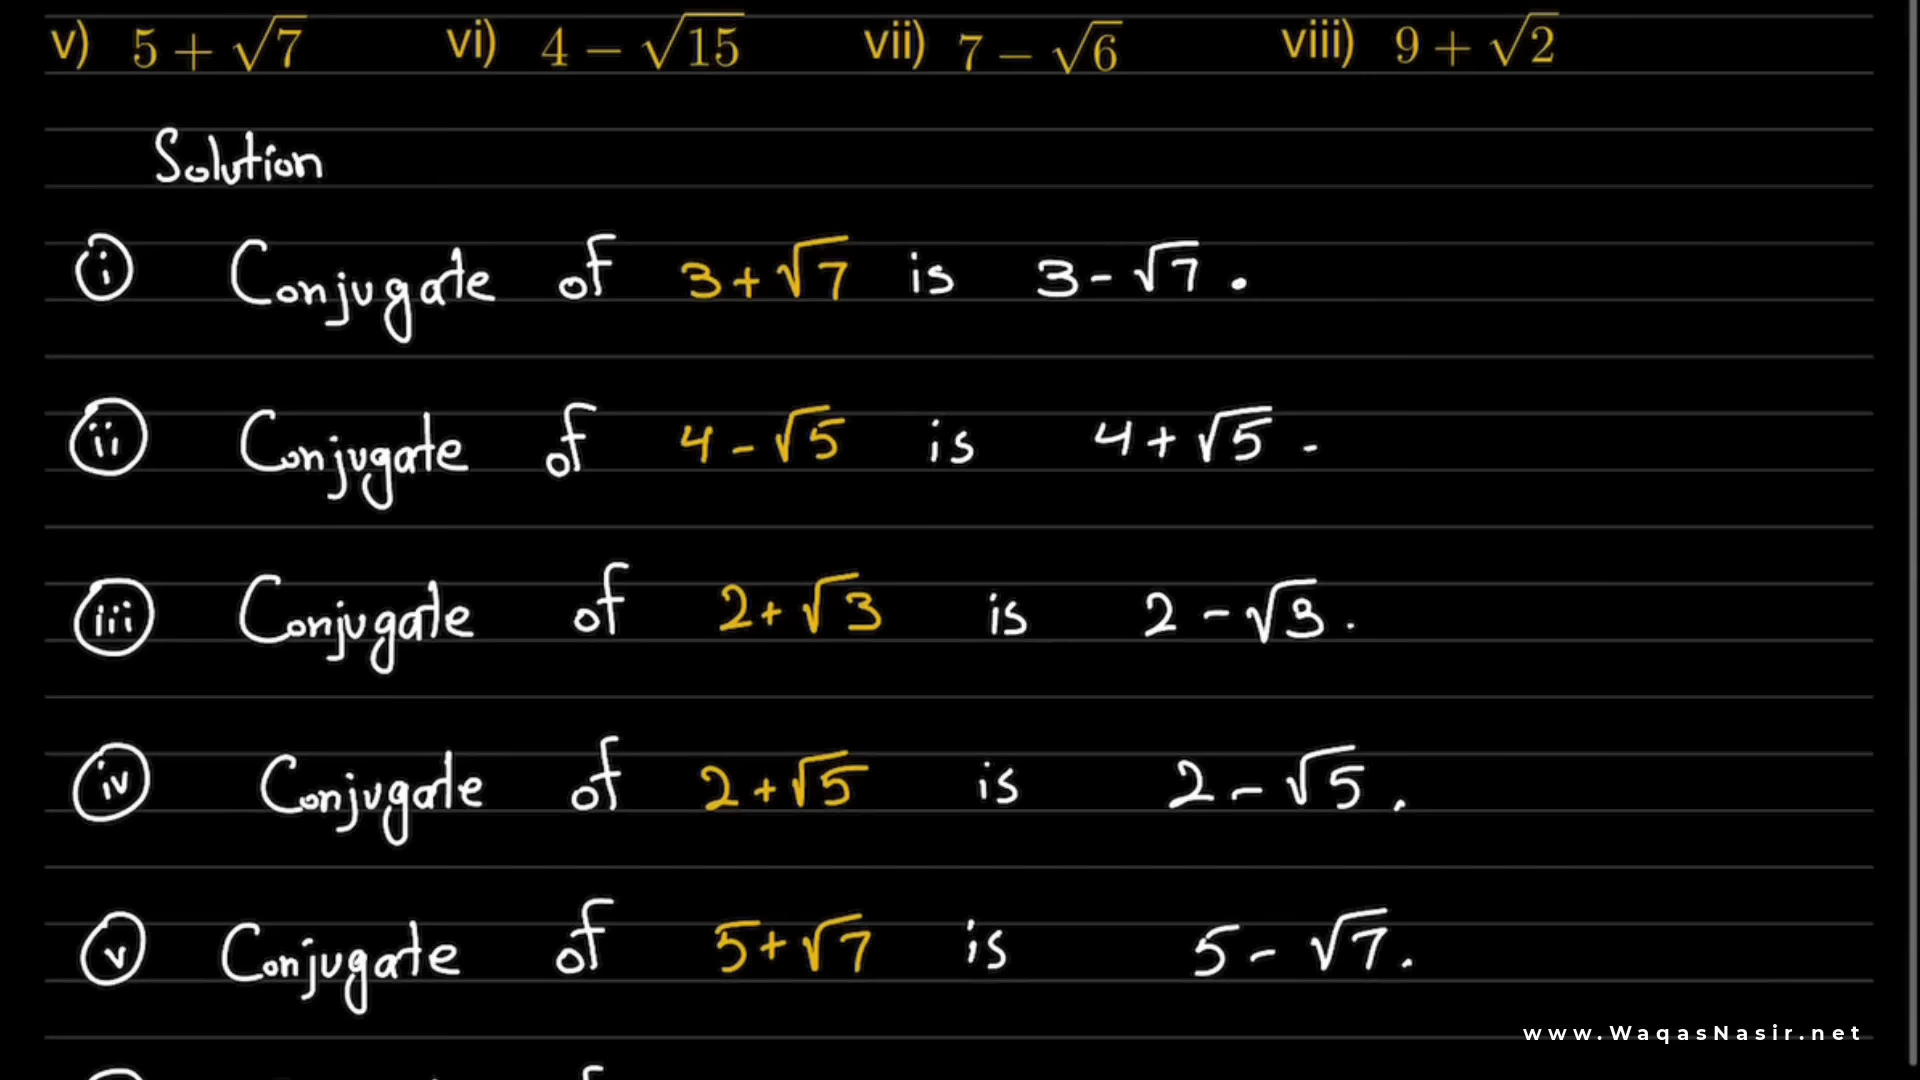 v) 5 + √7 vi) 4 − √15 vii) 7 − √6 viii) 9 + √2
Solution
i Conjugate of 3+√7 is 3-√7.
ii Conjugate of 4-√5 is 4+√5.
iii Conjugate of 2+√3 is 2-√3.
iv Conjugate of 2+√5 is 2-√5.
v Conjugate of 5+√7 is 5-√7.
www.WaqasNasir.net